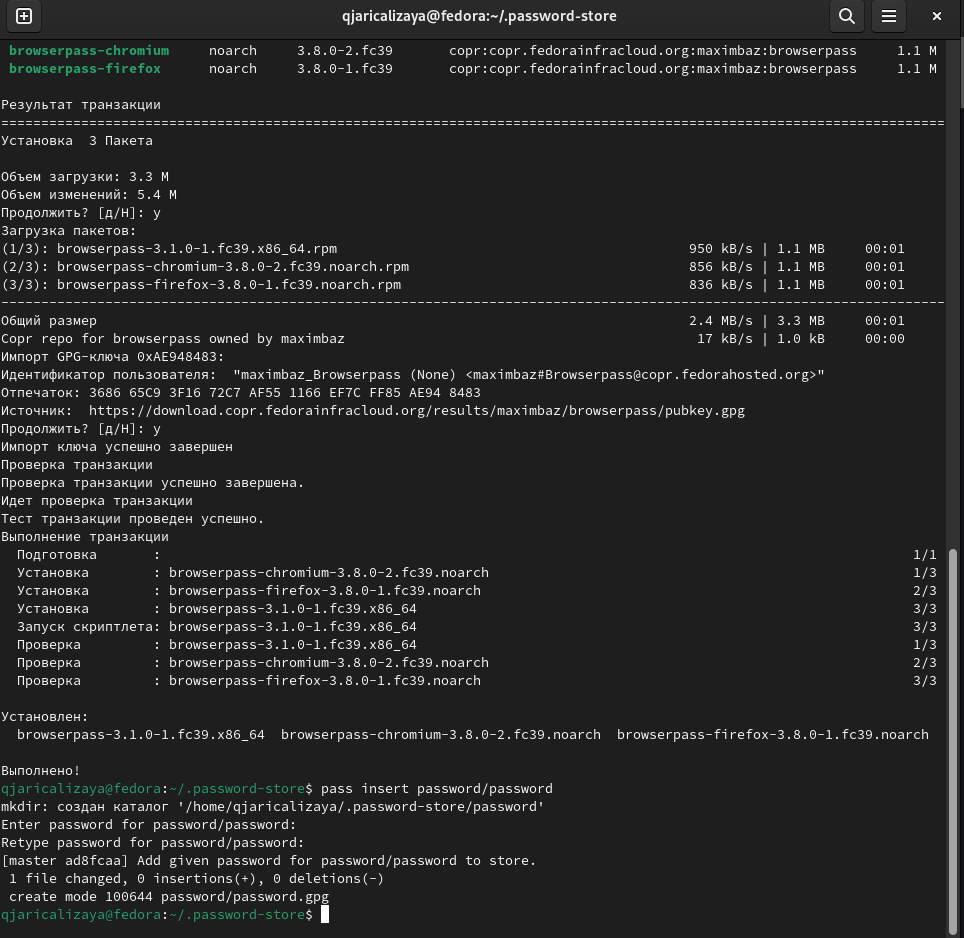 qjaricalizaya@fedora:~/.password-store
browserpass-chromium noarch 3.8.0-2.fc39 copr:copr.fedorainfracloud.org:maximbaz:browserpass 1.1 M
browserpass-firefox noarch 3.8.0-1.fc39 copr:copr.fedorainfracloud.org:maximbaz:browserpass 1.1 M
Результат транзакции
======================================================================================================================
Установка 3 Пакета
Объем загрузки: 3.3 M
Объем изменений: 5.4 M
Продолжить? [д/Н]: y
Загрузка пакетов:
(1/3): browserpass-3.1.0-1.fc39.x86_64.rpm 950 kB/s | 1.1 MB 00:01
(2/3): browserpass-chromium-3.8.0-2.fc39.noarch.rpm 856 kB/s | 1.1 MB 00:01
(3/3): browserpass-firefox-3.8.0-1.fc39.noarch.rpm 836 kB/s | 1.1 MB 00:01
----------------------------------------------------------------------------------------------------------------------
Общий размер 2.4 MB/s | 3.3 MB 00:01
Copr repo for browserpass owned by maximbaz 17 kB/s | 1.0 kB 00:00
Импорт GPG-ключа 0xAE948483:
Идентификатор пользователя: "maximbaz_Browserpass (None) <maximbaz#Browserpass@copr.fedorahosted.org>"
Отпечаток: 3686 65C9 3F16 72C7 AF55 1166 EF7C FF85 AE94 8483
Источник: https://download.copr.fedorainfracloud.org/results/maximbaz/browserpass/pubkey.gpg
Продолжить? [д/Н]: y
Импорт ключа успешно завершен
Проверка транзакции
Проверка транзакции успешно завершена.
Идет проверка транзакции
Тест транзакции проведен успешно.
Выполнение транзакции
Подготовка : 1/1
Установка : browserpass-chromium-3.8.0-2.fc39.noarch 1/3
Установка : browserpass-firefox-3.8.0-1.fc39.noarch 2/3
Установка : browserpass-3.1.0-1.fc39.x86_64 3/3
Запуск скриптлета: browserpass-3.1.0-1.fc39.x86_64 3/3
Проверка : browserpass-3.1.0-1.fc39.x86_64 1/3
Проверка : browserpass-chromium-3.8.0-2.fc39.noarch 2/3
Проверка : browserpass-firefox-3.8.0-1.fc39.noarch 3/3
Установлен:
browserpass-3.1.0-1.fc39.x86_64 browserpass-chromium-3.8.0-2.fc39.noarch browserpass-firefox-3.8.0-1.fc39.noarch
Выполнено!
qjaricalizaya@fedora:~/.password-store$ pass insert password/password
mkdir: создан каталог '/home/qjaricalizaya/.password-store/password'
Enter password for password/password:
Retype password for password/password:
[master ad8fcaa] Add given password for password/password to store.
1 file changed, 0 insertions(+), 0 deletions(-)
create mode 100644 password/password.gpg
qjaricalizaya@fedora:~/.password-store$